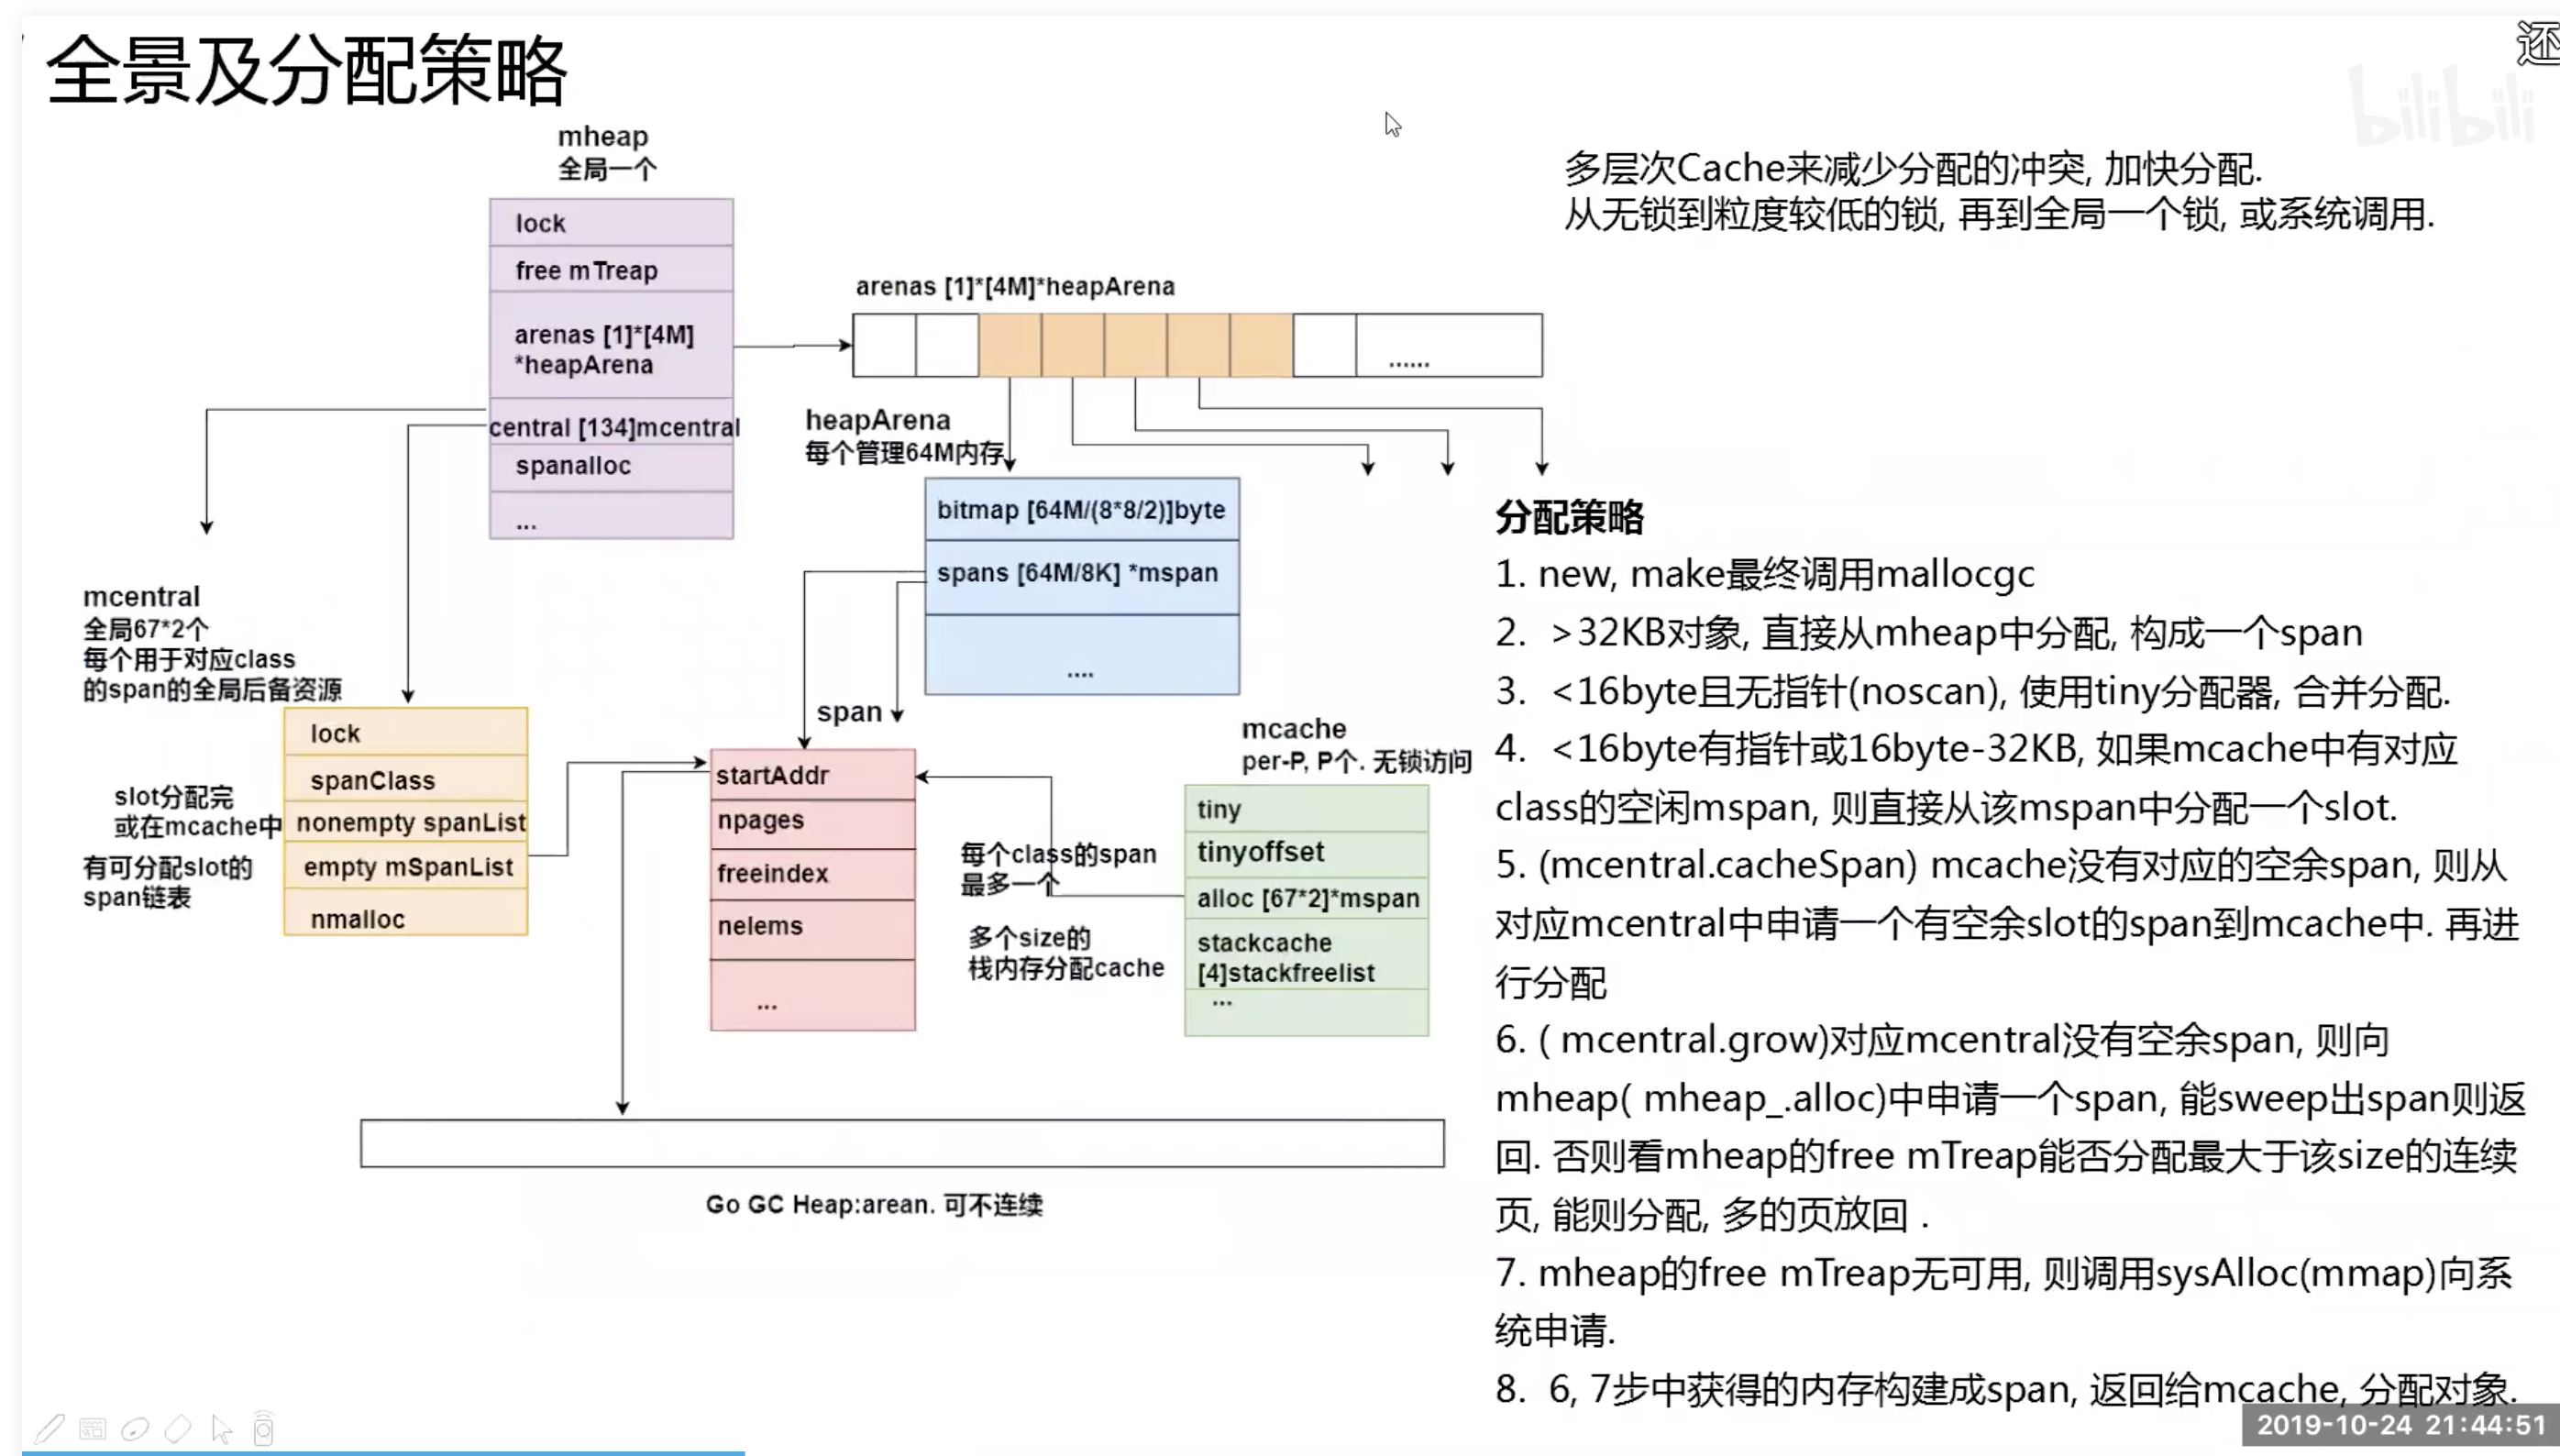 全景及分配策略
还
bilibili
mheap
全局一个
lock
free mTreap
arenas [1]*[4M]
*heapArena
central [134]mcentral
spanalloc
...
arenas [1]*[4M]*heapArena
......
heapArena
每个管理64M内存
bitmap [64M/(8*8/2)]byte
spans [64M/8K] *mspan
....
mcentral
全局67*2个
每个用于对应class
的span的全局后备资源
lock
spanClass
nonempty spanList
empty mSpanList
nmalloc
slot分配完
或在mcache中
有可分配slot的
span链表
span
startAddr
npages
freeindex
nelems
...
每个class的span
最多一个
多个size的
栈内存分配cache
mcache
per-P, P个. 无锁访问
tiny
tinyoffset
alloc [67*2]*mspan
stackcache
[4]stackfreelist
...
Go GC Heap:arean. 可不连续
多层次Cache来减少分配的冲突, 加快分配.
从无锁到粒度较低的锁, 再到全局一个锁, 或系统调用.
分配策略
1. new, make最终调用mallocgc
2. >32KB对象, 直接从mheap中分配, 构成一个span
3. <16byte且无指针(noscan), 使用tiny分配器, 合并分配.
4. <16byte有指针或16byte-32KB, 如果mcache中有对应
class的空闲mspan, 则直接从该mspan中分配一个slot.
5. (mcentral.cacheSpan) mcache没有对应的空余span, 则从
对应mcentral中申请一个有空余slot的span到mcache中. 再进
行分配
6. ( mcentral.grow)对应mcentral没有空余span, 则向
mheap( mheap_.alloc)中申请一个span, 能sweep出span则返
回. 否则看mheap的free mTreap能否分配最大于该size的连续
页, 能则分配, 多的页放回 .
7. mheap的free mTreap无可用, 则调用sysAlloc(mmap)向系
统申请.
8. 6, 7步中获得的内存构建成span, 返回给mcache, 分配对象.
2019-10-24 21:44:51